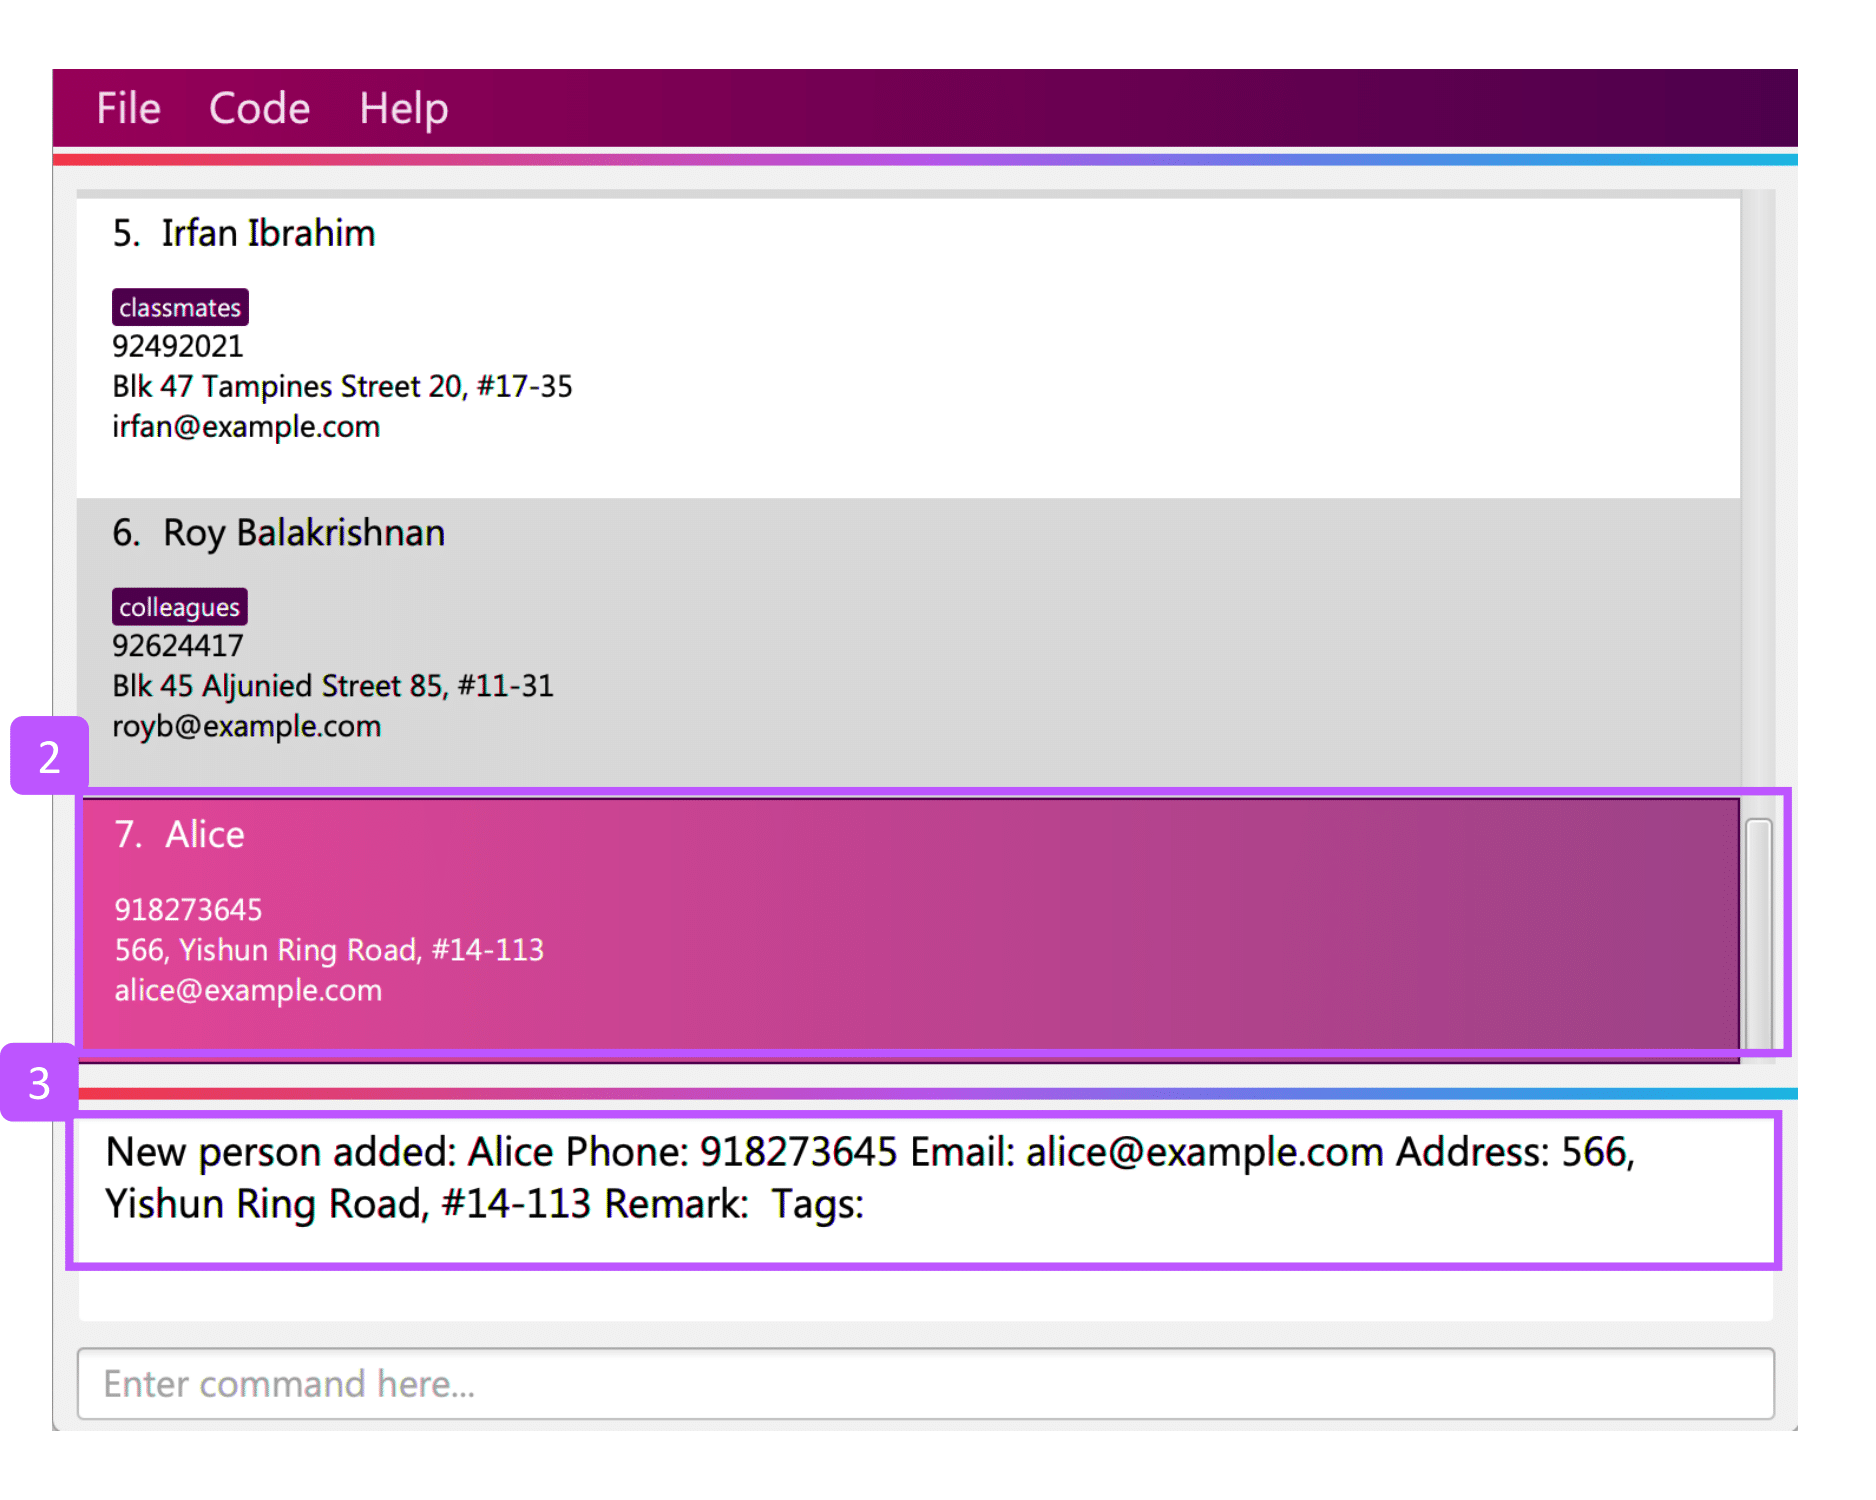 File Code Help
5. Irfan Ibrahim
classmates
92492021
Blk 47 Tampines Street 20, #17-35
irfan@example.com
6. Roy Balakrishnan
colleagues
92624417
Blk 45 Aljunied Street 85, #11-31
royb@example.com
2
7. Alice
918273645
566, Yishun Ring Road, #14-113
alice@example.com
3
New person added: Alice Phone: 918273645 Email: alice@example.com Address: 566,
Yishun Ring Road, #14-113 Remark:  Tags:
Enter command here...